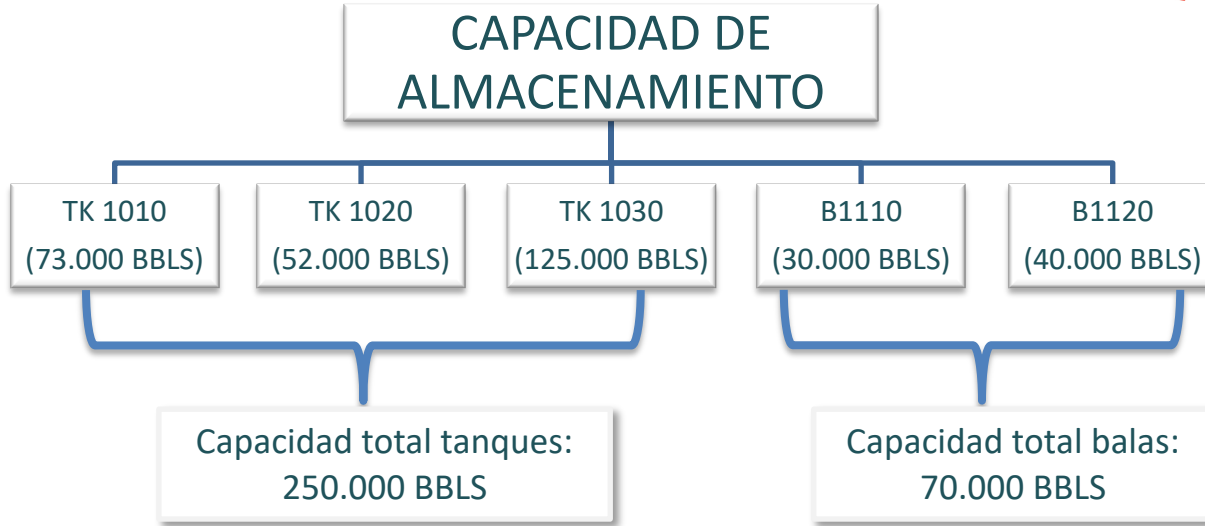 CAPACIDAD DE
ALMACENAMIENTO
TK 1010
(73.000 BBLS)
TK 1020
(52.000 BBLS)
TK 1030
(125.000 BBLS)
B1110
(30.000 BBLS)
B1120
(40.000 BBLS)
Capacidad total tanques:
250.000 BBLS
Capacidad total balas:
70.000 BBLS